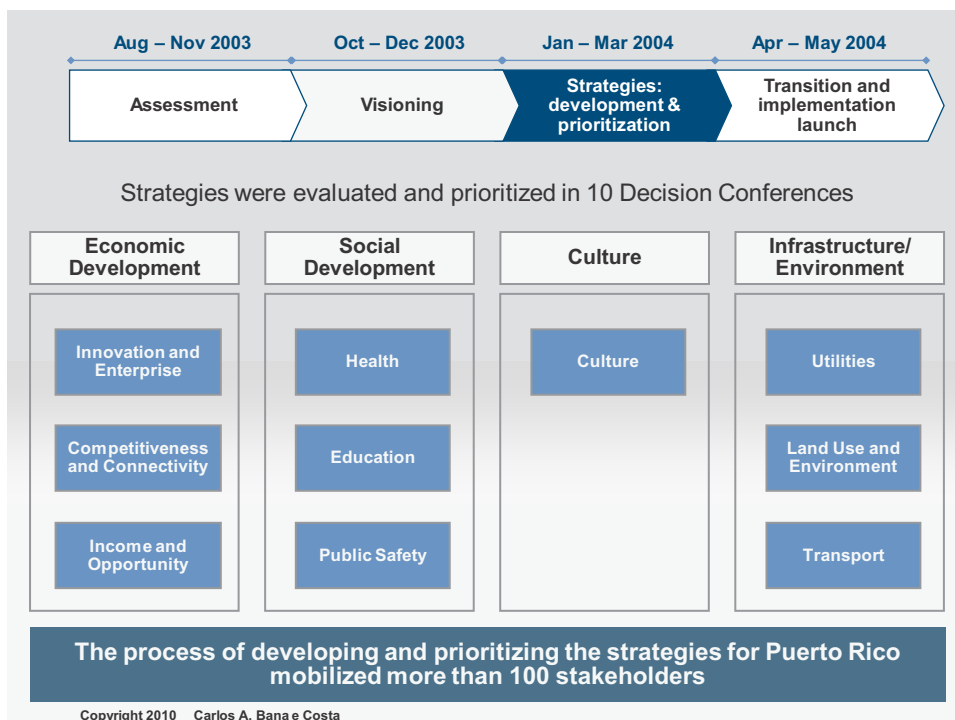 Aug – Nov 2003
Oct – Dec 2003
Jan – Mar 2004
Apr – May 2004
Assessment
Visioning
Strategies:
development &
prioritization
Transition and
implementation
launch
Strategies were evaluated and prioritized in 10 Decision Conferences
Economic
Development
Social
Development
Culture
Infrastructure/
Environment
Innovation and
Enterprise
Health
Culture
Utilities
Competitiveness
and Connectivity
Education
Land Use and
Environment
Income and
Opportunity
Public Safety
Transport
The process of developing and prioritizing the strategies for Puerto Rico
mobilized more than 100 stakeholders
Copyright 2010 Carlos A. Bana e Costa